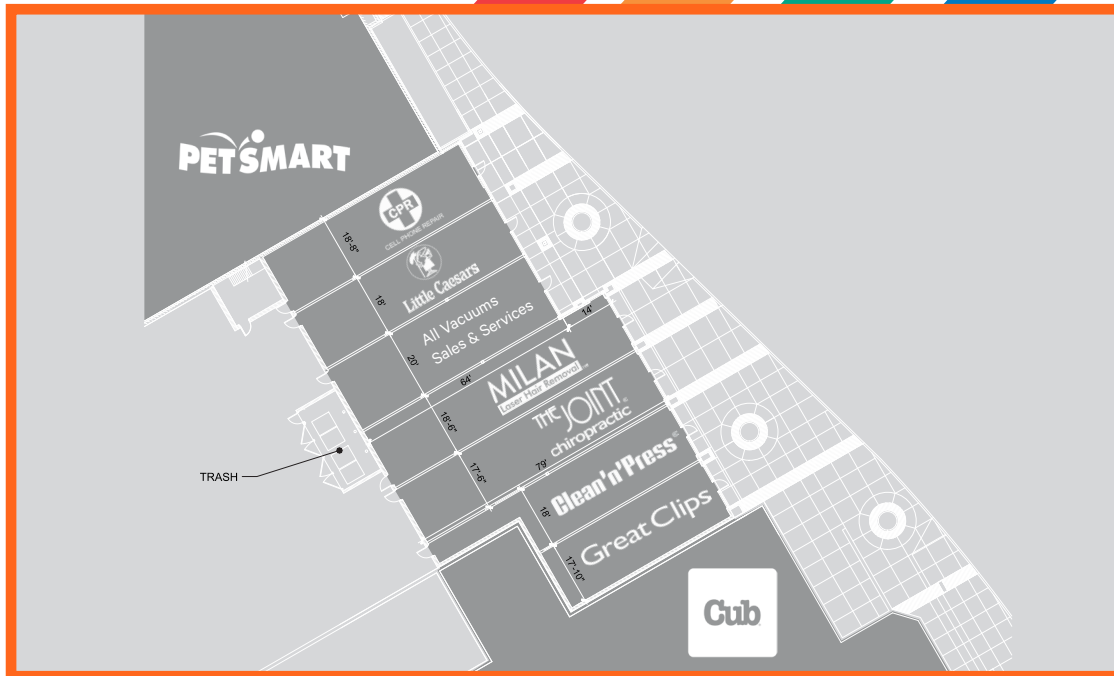 PETSMART
CPR
CELL PHONE REPAIR
18'-8"
Little Caesars
18'
All Vacuums
Sales & Services
14'
20'
64'
MILAN
Laser Hair Removal
18'-6"
THE JOINT®
chiropractic
79'
17'-6"
Clean'n'Press®
TRASH
18'
Great Clips
17'-10"
Cub